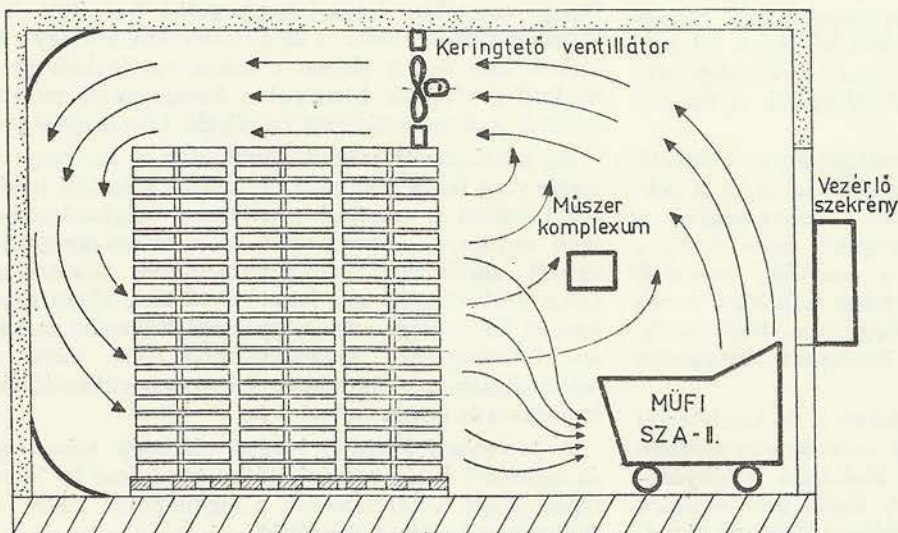 Keringtető ventillátor
Műszer
komplexum
Vezérlő
szekrény
MÜFI
SZA-II.